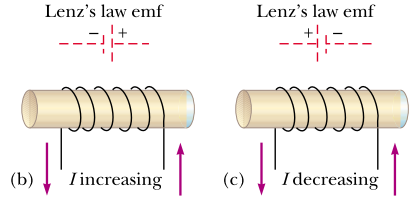 Lenz's law emf
– +
(b) I increasing
Lenz's law emf
+ –
(c) I decreasing